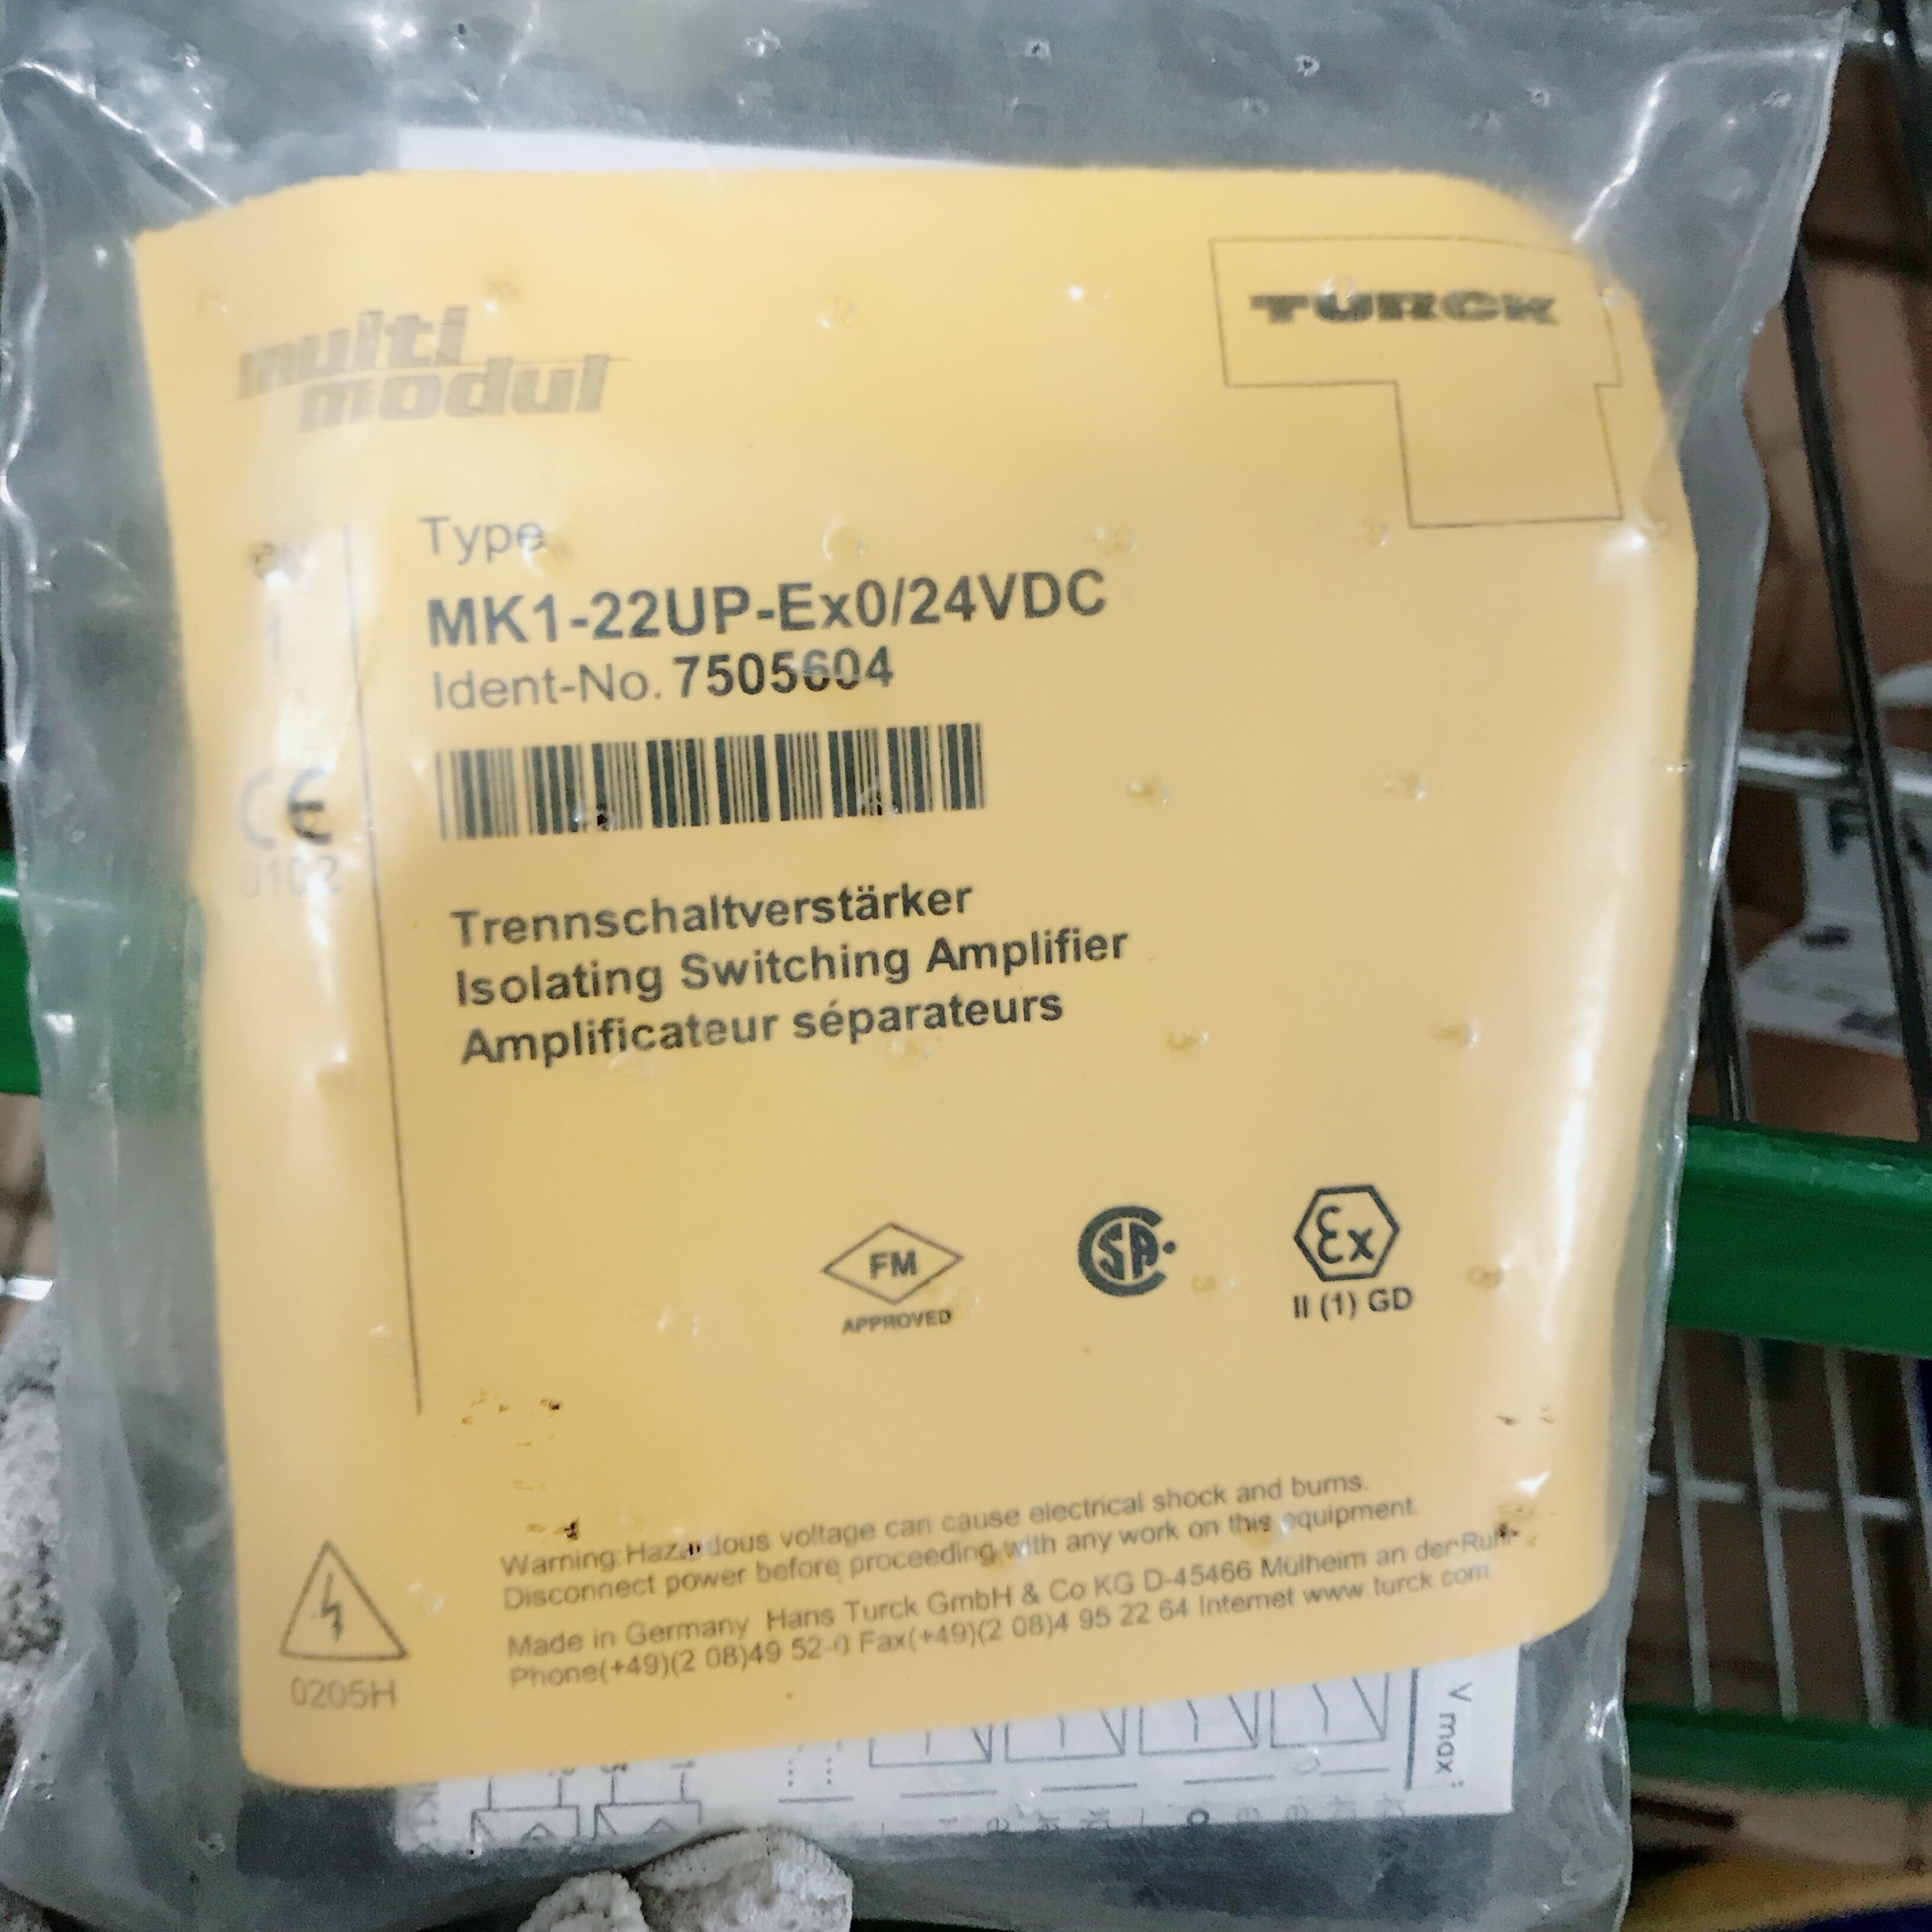 multi
modul
TURCK
Type
MK1-22UP-Ex0/24VDC
Ident-No. 7505604
1
CE
0102
Trennschaltverstärker
Isolating Switching Amplifier
Amplificateur séparateurs
FM
APPROVED
SA
Ex
II (1) GD
Warning: Hazardous voltage can cause electrical shock and burns.
Disconnect power before proceeding with any work on this equipment.
Made in Germany Hans Turck GmbH & Co KG D-45466 Mülheim an der Ruhr
Phone(+49)(2 08)49 52-0 Fax(+49)(2 08)4 95 22 64 Internet www.turck.com
0205H
V max